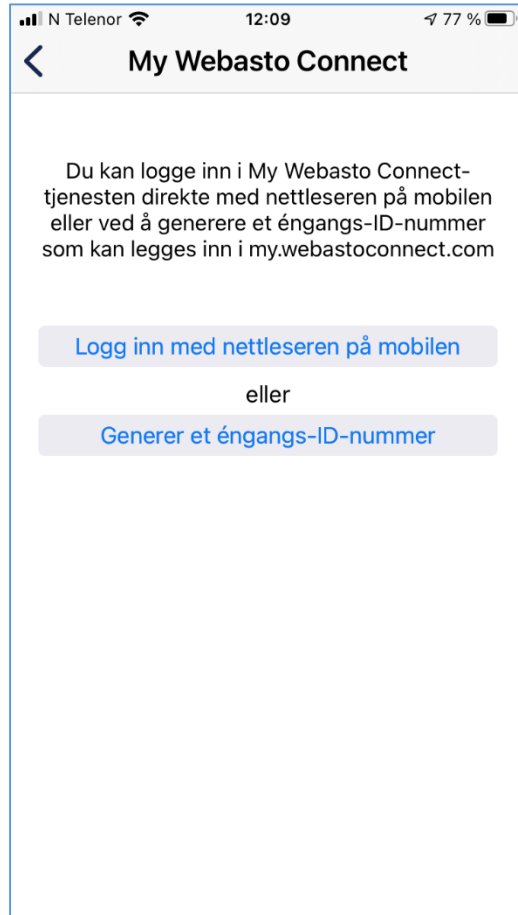 N Telenor 12:09 77 %
My Webasto Connect
Du kan logge inn i My Webasto Connect-
tjenesten direkte med nettleseren på mobilen
eller ved å generere et éngangs-ID-nummer
som kan legges inn i my.webastoconnect.com
Logg inn med nettleseren på mobilen
eller
Generer et éngangs-ID-nummer